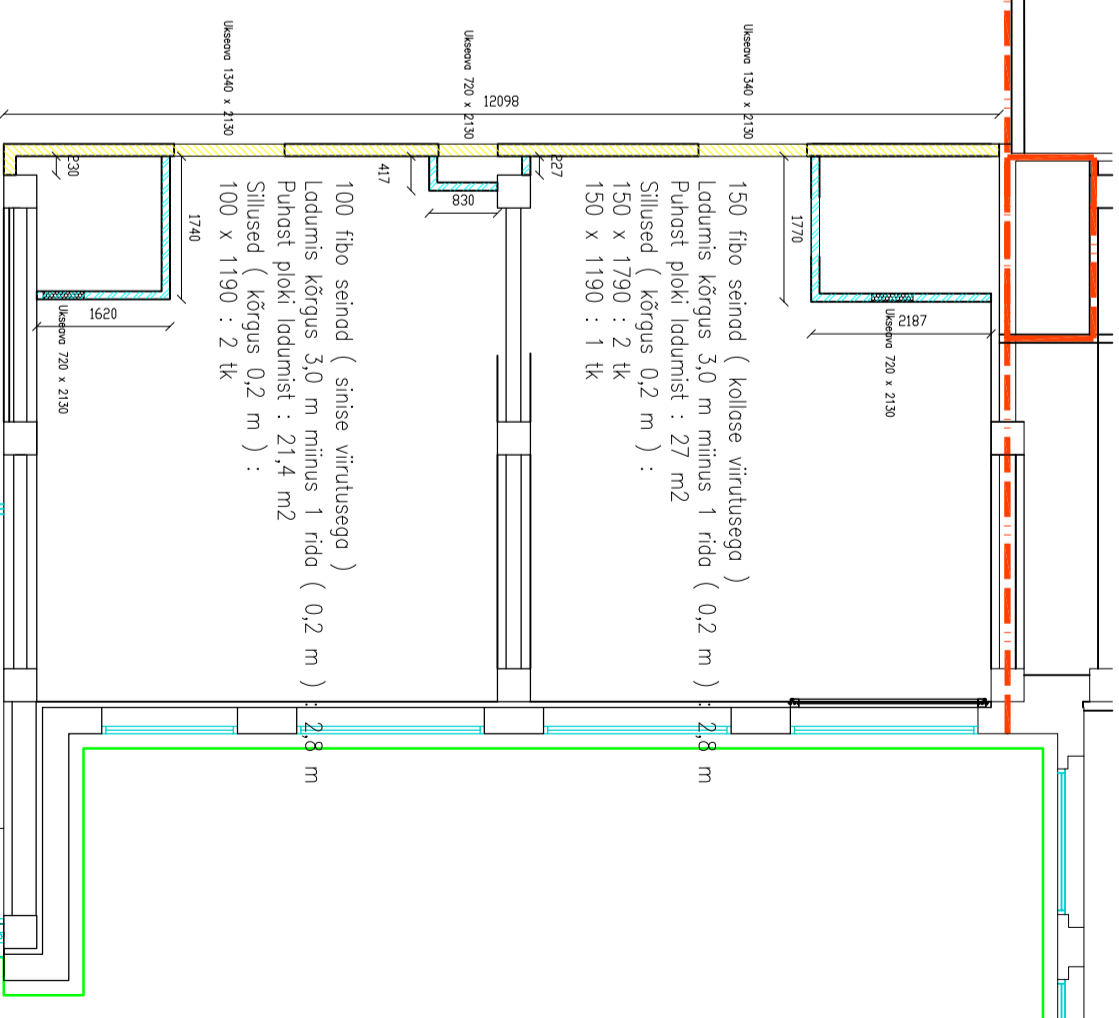 150 fibo seinad ( kollase viirutusega )
Ladumis kõrgus 3,0 m miinus 1 rida ( 0,2 m ) : 2,8 m
Puhast ploki ladumist : 27 m2
Sillused ( kõrgus 0,2 m ) :
150 x 1790 : 2 tk
150 x 1190 : 1 tk
100 fibo seinad ( sinise viirutusega )
Ladumis kõrgus 3,0 m miinus 1 rida ( 0,2 m ) : 2,8 m
Puhast ploki ladumist : 21,4 m2
Sillused ( kõrgus 0,2 m ) :
100 x 1190 : 2 tk
Ukseava 1340 x 2130
Ukseava 720 x 2130
Ukseava 1340 x 2130
Ukseava 720 x 2130
Ukseava 720 x 2130
12098
230
1740
1620
417
830
227
1770
2187